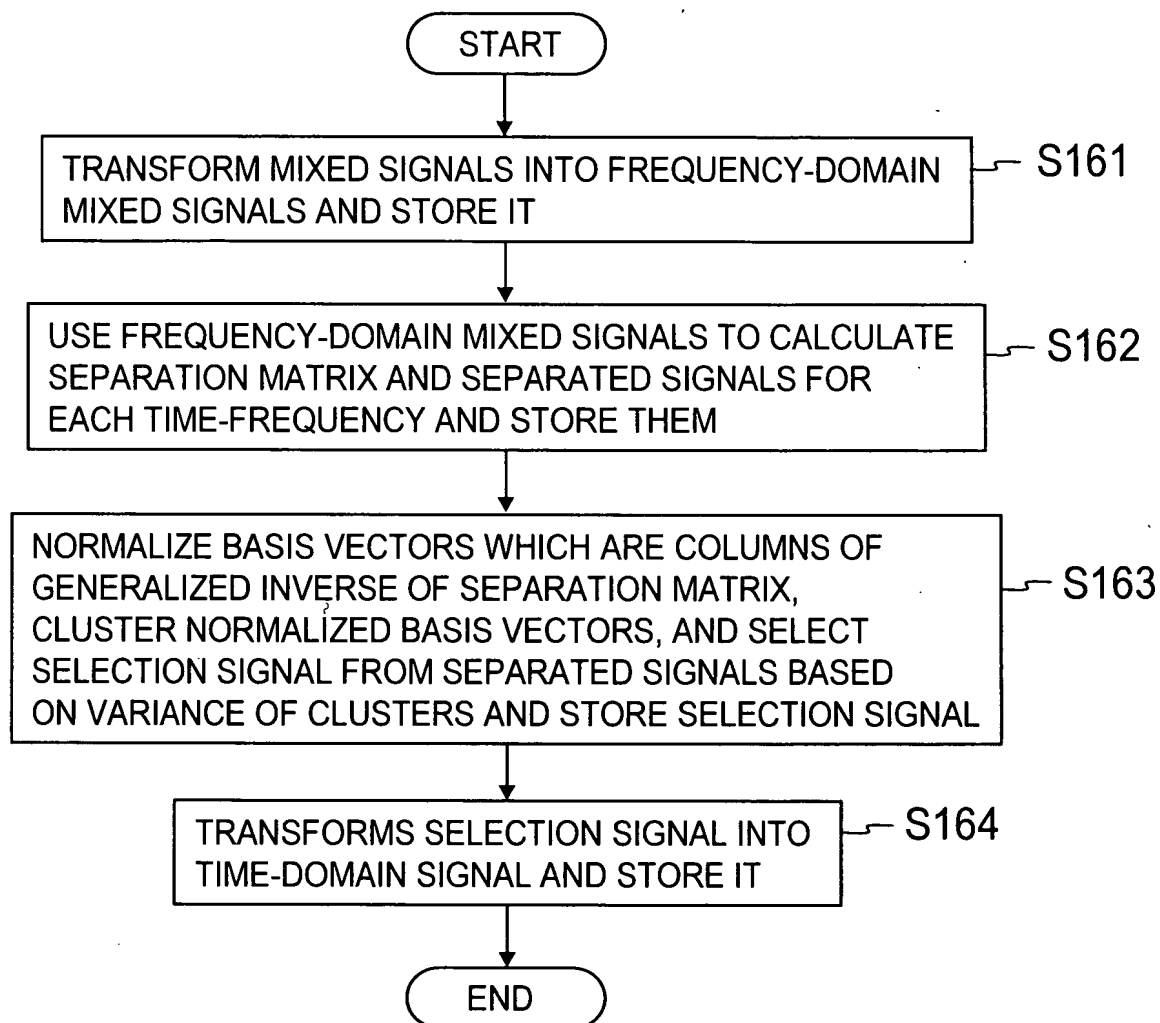 START
TRANSFORM MIXED SIGNALS INTO FREQUENCY-DOMAIN
MIXED SIGNALS AND STORE IT
S161
USE FREQUENCY-DOMAIN MIXED SIGNALS TO CALCULATE
SEPARATION MATRIX AND SEPARATED SIGNALS FOR
EACH TIME-FREQUENCY AND STORE THEM
S162
NORMALIZE BASIS VECTORS WHICH ARE COLUMNS OF
GENERALIZED INVERSE OF SEPARATION MATRIX,
CLUSTER NORMALIZED BASIS VECTORS, AND SELECT
SELECTION SIGNAL FROM SEPARATED SIGNALS BASED
ON VARIANCE OF CLUSTERS AND STORE SELECTION SIGNAL
S163
TRANSFORMS SELECTION SIGNAL INTO
TIME-DOMAIN SIGNAL AND STORE IT
S164
END